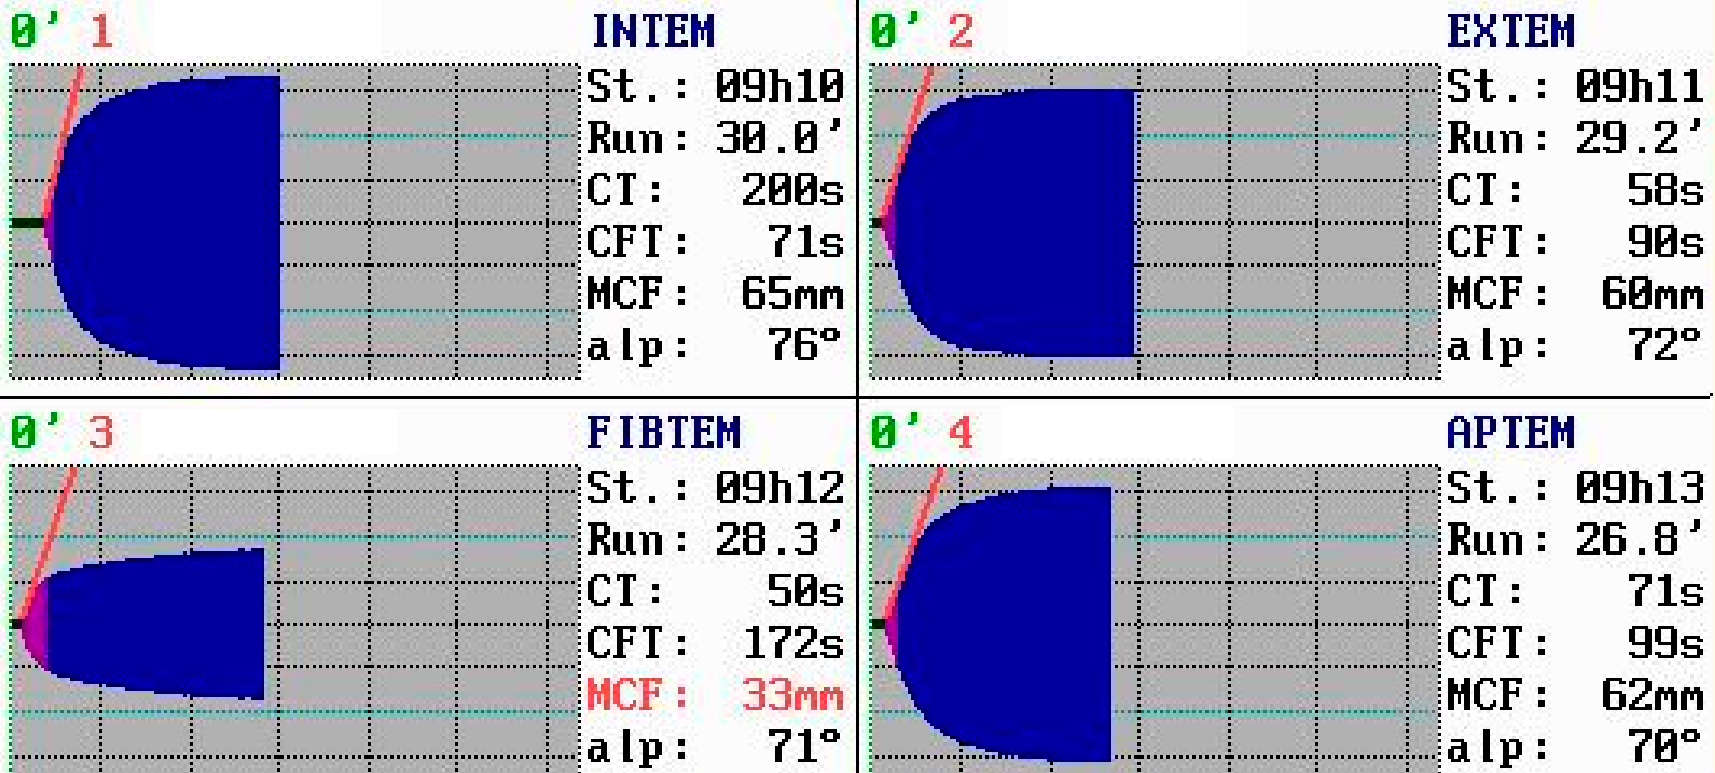 0' 1 INTEM
St.: 09h10
Run: 30.0'
CT: 200s
CFT: 71s
MCF: 65mm
alp: 76°
0' 2 EXTEM
St.: 09h11
Run: 29.2'
CT: 58s
CFT: 90s
MCF: 60mm
alp: 72°
0' 3 FIBTEM
St.: 09h12
Run: 28.3'
CT: 50s
CFT: 172s
MCF: 33mm
alp: 71°
0' 4 APTEM
St.: 09h13
Run: 26.8'
CT: 71s
CFT: 99s
MCF: 62mm
alp: 70°